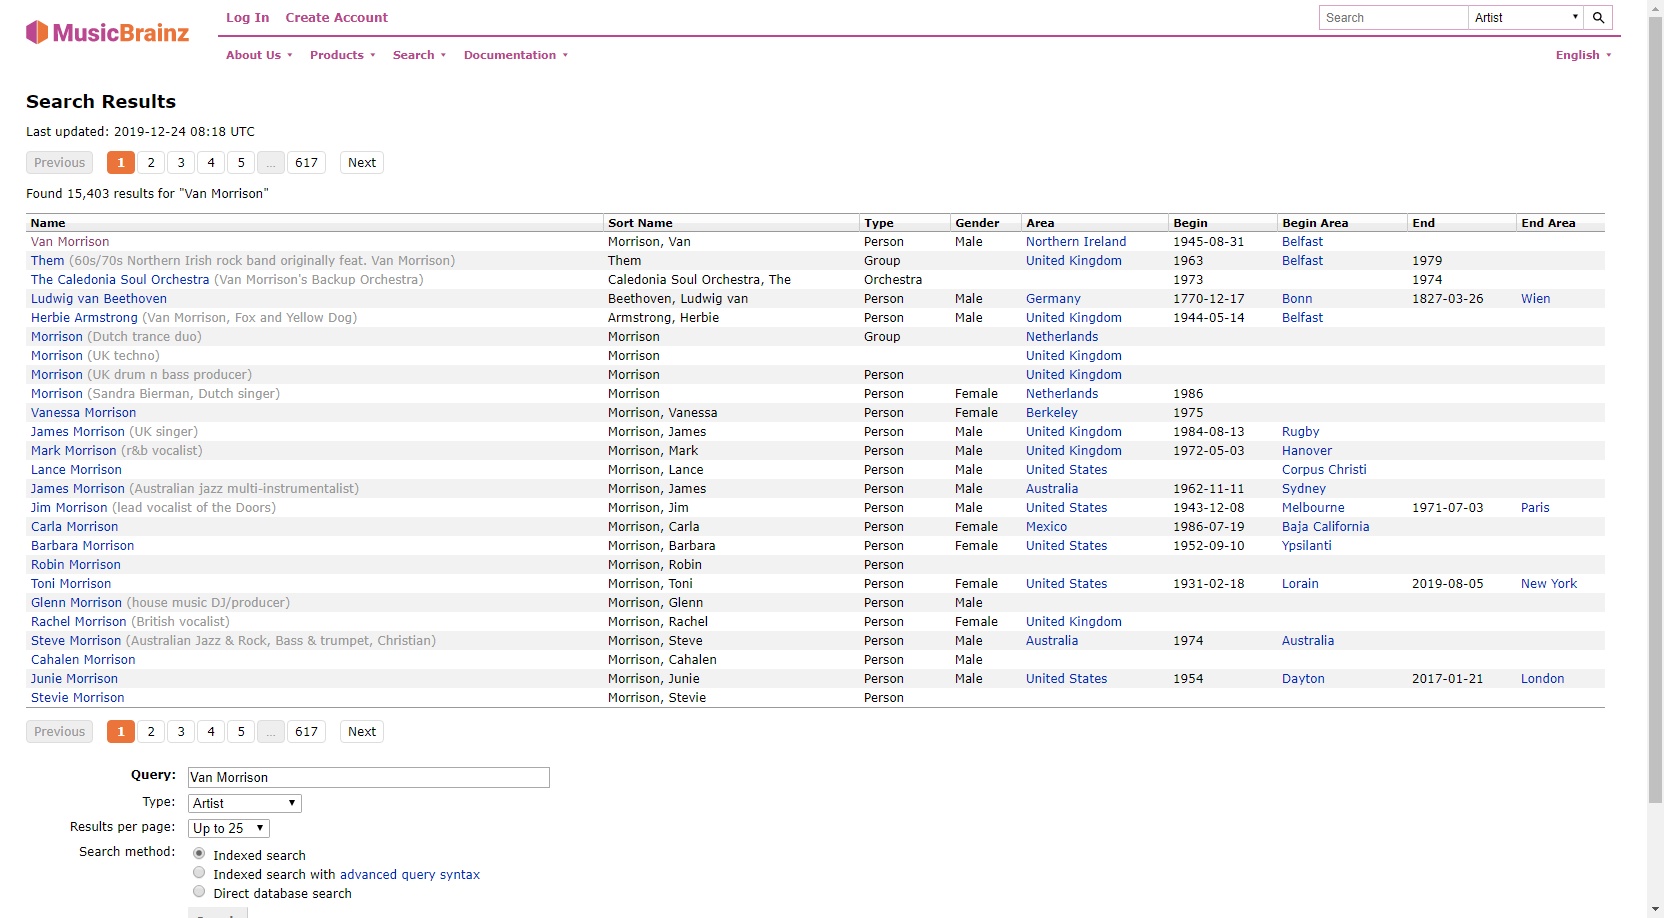 MusicBrainz
Log In Create Account
Search Artist
About Us Products Search Documentation English
Search Results
Last updated: 2019-12-24 08:18 UTC
Previous 1 2 3 4 5 ... 617 Next
Found 15,403 results for "Van Morrison"
Name Sort Name Type Gender Area Begin Begin Area End End Area
Van Morrison Morrison, Van Person Male Northern Ireland 1945-08-31 Belfast
Them (60s/70s Northern Irish rock band originally feat. Van Morrison) Them Group United Kingdom 1963 Belfast 1979
The Caledonia Soul Orchestra (Van Morrison's Backup Orchestra) Caledonia Soul Orchestra, The Orchestra 1973 1974
Ludwig van Beethoven Beethoven, Ludwig van Person Male Germany 1770-12-17 Bonn 1827-03-26 Wien
Herbie Armstrong (Van Morrison, Fox and Yellow Dog) Armstrong, Herbie Person Male United Kingdom 1944-05-14 Belfast
Morrison (Dutch trance duo) Morrison Group Netherlands
Morrison (UK techno) Morrison United Kingdom
Morrison (UK drum n bass producer) Morrison Person United Kingdom
Morrison (Sandra Bierman, Dutch singer) Morrison Person Female Netherlands 1986
Vanessa Morrison Morrison, Vanessa Person Female Berkeley 1975
James Morrison (UK singer) Morrison, James Person Male United Kingdom 1984-08-13 Rugby
Mark Morrison (r&b vocalist) Morrison, Mark Person Male United Kingdom 1972-05-03 Hanover
Lance Morrison Morrison, Lance Person Male United States Corpus Christi
James Morrison (Australian jazz multi-instrumentalist) Morrison, James Person Male Australia 1962-11-11 Sydney
Jim Morrison (lead vocalist of the Doors) Morrison, Jim Person Male United States 1943-12-08 Melbourne 1971-07-03 Paris
Carla Morrison Morrison, Carla Person Female Mexico 1986-07-19 Baja California
Barbara Morrison Morrison, Barbara Person Female United States 1952-09-10 Ypsilanti
Robin Morrison Morrison, Robin Person
Toni Morrison Morrison, Toni Person Female United States 1931-02-18 Lorain 2019-08-05 New York
Glenn Morrison (house music DJ/producer) Morrison, Glenn Person Male
Rachel Morrison (British vocalist) Morrison, Rachel Person Female United Kingdom
Steve Morrison (Australian Jazz & Rock, Bass & trumpet, Christian) Morrison, Steve Person Male Australia 1974 Australia
Cahalen Morrison Morrison, Cahalen Person Male
Junie Morrison Morrison, Junie Person Male United States 1954 Dayton 2017-01-21 London
Stevie Morrison Morrison, Stevie Person
Previous 1 2 3 4 5 ... 617 Next
Query: Van Morrison
Type: Artist
Results per page: Up to 25
Search method: Indexed search
Indexed search with advanced query syntax
Direct database search